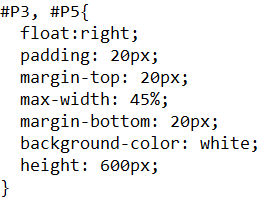 #P3, #P5{
  float:right;
  padding: 20px;
  margin-top: 20px;
  max-width: 45%;
  margin-bottom: 20px;
  background-color: white;
  height: 600px;
}